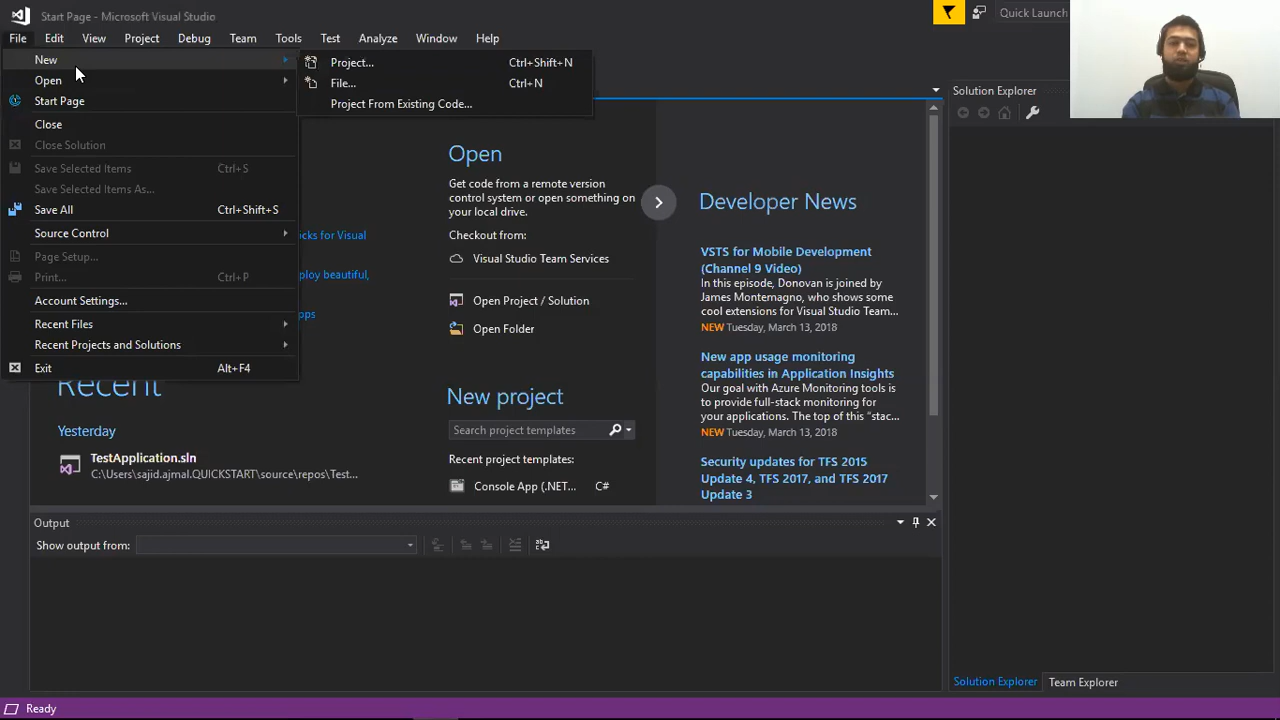 Start Page - Microsoft Visual Studio
Quick Launch
File Edit View Project Debug Team Tools Test Analyze Window Help
New
Open
Start Page
Close
Close Solution
Save Selected Items Ctrl+S
Save Selected Items As...
Save All Ctrl+Shift+S
Source Control
Page Setup...
Print... Ctrl+P
Account Settings...
Recent Files
Recent Projects and Solutions
Exit Alt+F4
Project... Ctrl+Shift+N
File... Ctrl+N
Project From Existing Code...
icks for Visual
ploy beautiful,
pps
Recent
Yesterday
TestApplication.sln
C:\Users\sajid.ajmal.QUICKSTART\source\repos\Test...
Open
Get code from a remote version
control system or open something on
your local drive.
Checkout from:
Visual Studio Team Services
Open Project / Solution
Open Folder
New project
Search project templates
Recent project templates:
Console App (.NET... C#
Developer News
VSTS for Mobile Development
(Channel 9 Video)
In this episode, Donovan is joined by
James Montemagno, who shows some
cool extensions for Visual Studio Team...
NEW Tuesday, March 13, 2018
New app usage monitoring
capabilities in Application Insights
Our goal with Azure Monitoring tools is
to provide full-stack monitoring for
your applications. The top of this "stac...
NEW Tuesday, March 13, 2018
Security updates for TFS 2015
Update 4, TFS 2017, and TFS 2017
Update 3
Solution Explorer
Output
Show output from:
Solution Explorer Team Explorer
Ready